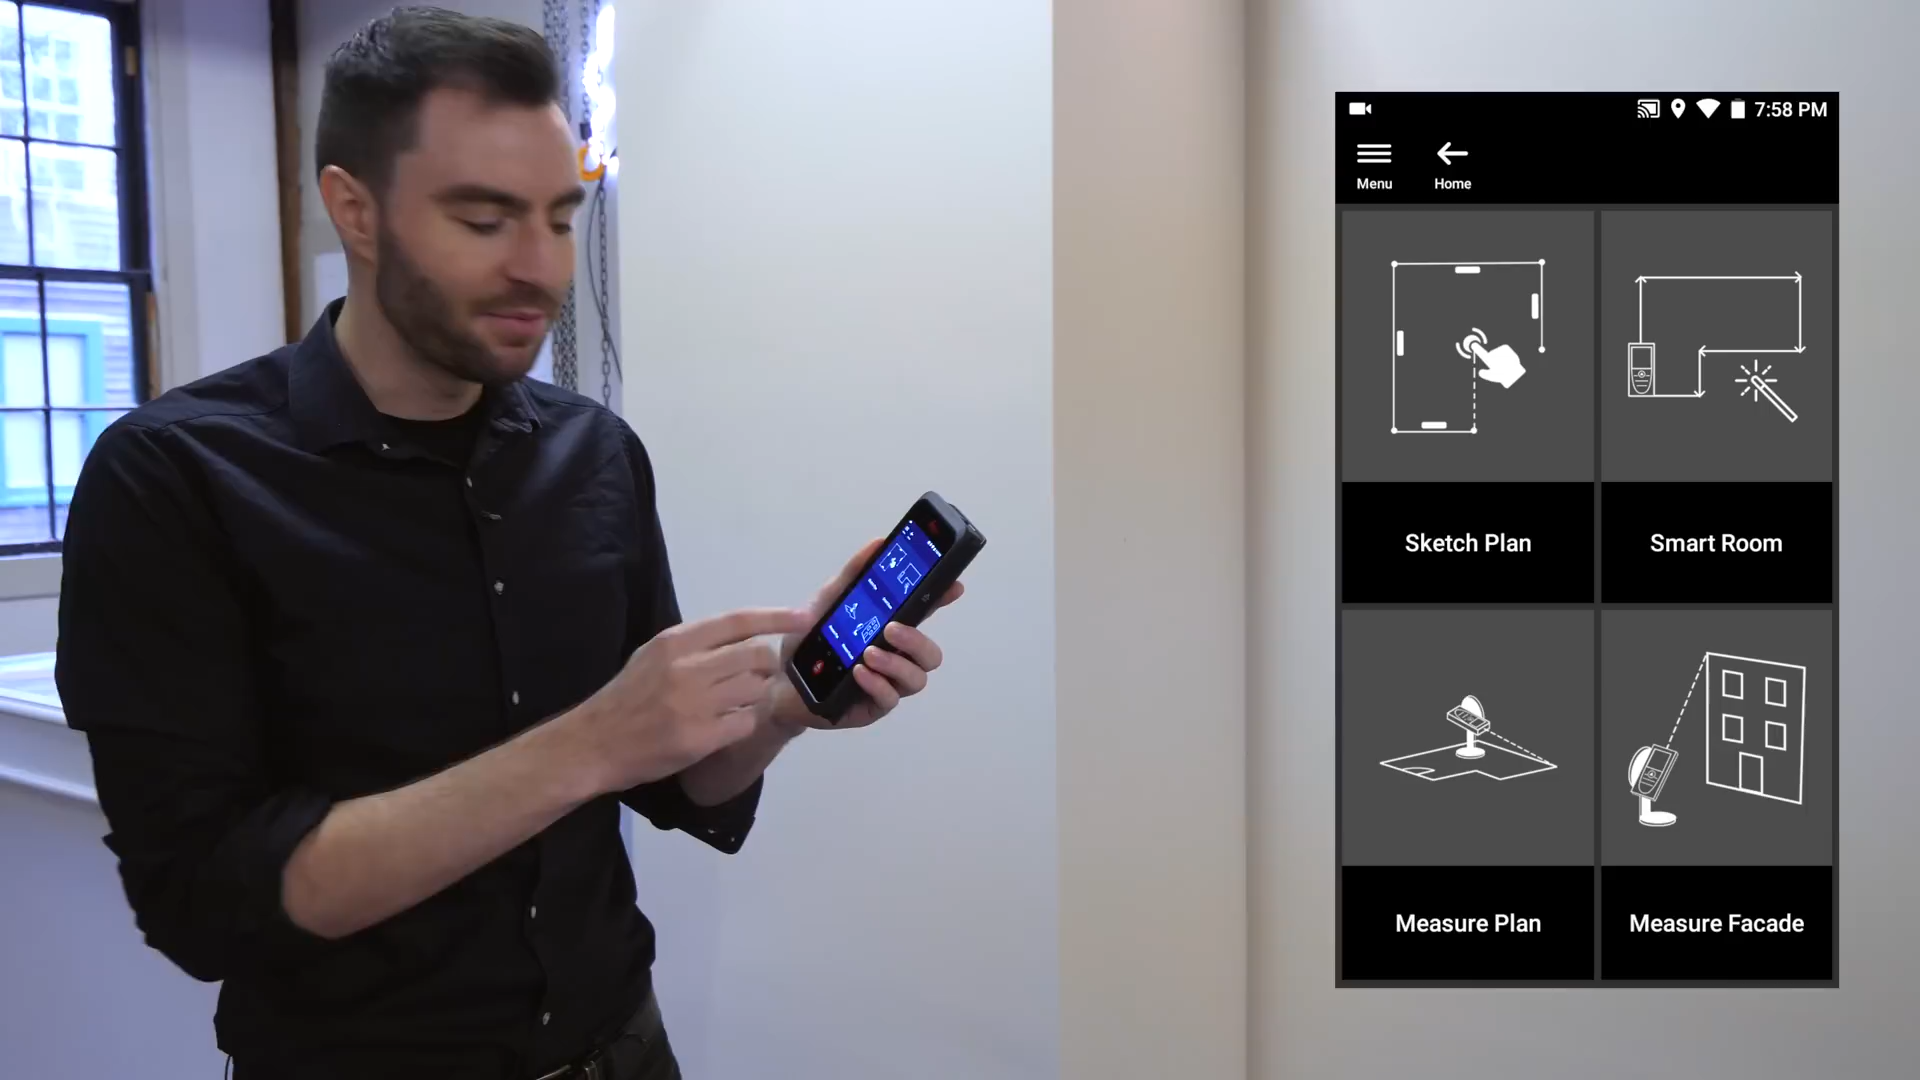 7:58 PM
Menu
Home
Sketch Plan
Smart Room
Measure Plan
Measure Facade